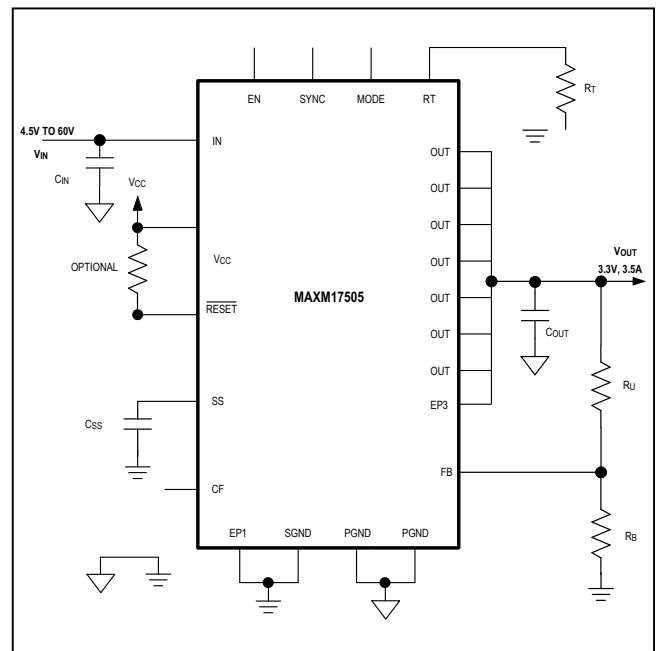 EN SYNC MODE RT
RT
4.5V TO 60V
VIN
IN
CIN
VCC
OPTIONAL
VCC
RESET
MAXM17505
OUT
OUT
OUT
OUT
OUT
OUT
OUT
EP3
VOUT
3.3V, 3.5A
COUT
RU
SS
CSS
FB
CF
RB
EP1 SGND PGND PGND